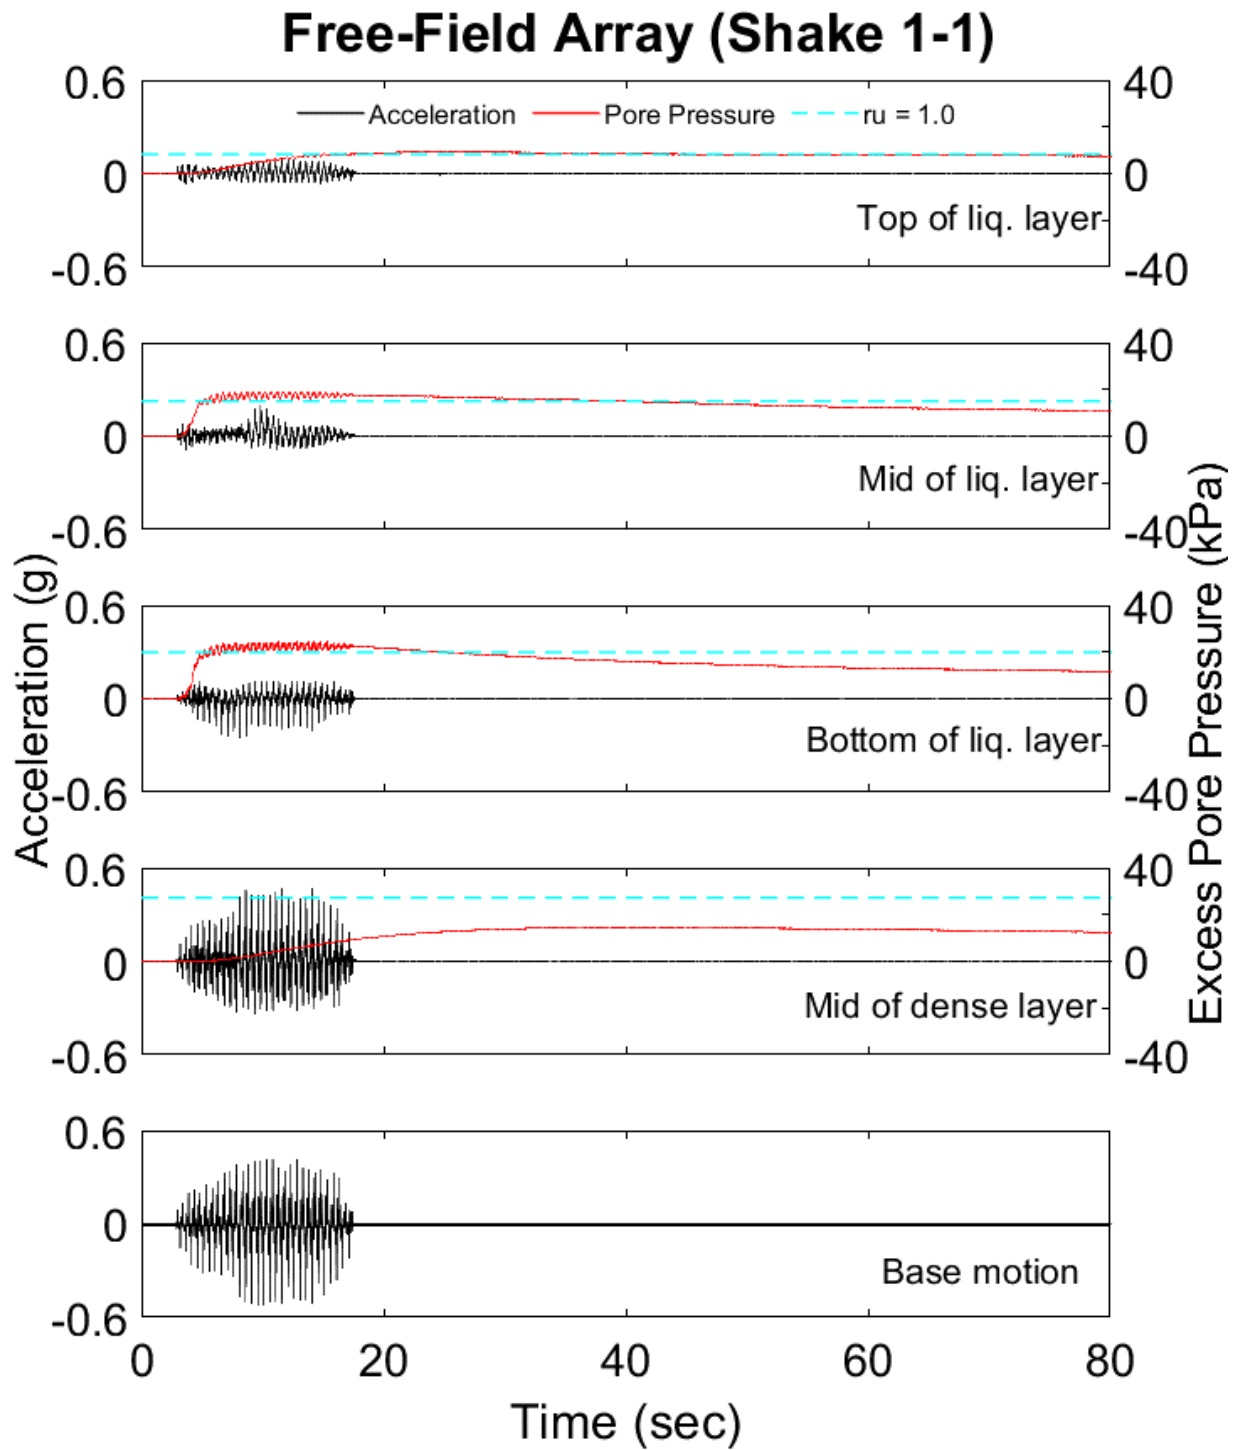 Free-Field Array (Shake 1-1)
0.6 40
Acceleration Pore Pressure ru = 1.0
0 0
Top of liq. layer
-0.6 -40
0.6 40
0 0
Mid of liq. layer
-0.6 -40
0.6 40
0 0
Bottom of liq. layer
-0.6 -40
0.6 40
0 0
Mid of dense layer
-0.6 -40
0.6
0
Base motion
-0.6
0 20 40 60 80
Time (sec)
Acceleration (g)
Excess Pore Pressure (kPa)